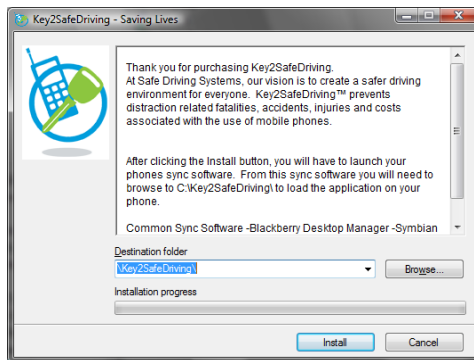 Key2SafeDriving - Saving Lives
Thank you for purchasing Key2SafeDriving.
At Safe Driving Systems, our vision is to create a safer driving
environment for everyone. Key2SafeDriving™ prevents
distraction related fatalities, accidents, injuries and costs
associated with the use of mobile phones.
After clicking the Install button, you will have to launch your
phones sync software. From this sync software you will need to
browse to C:\Key2SafeDriving\ to load the application on your
phone.
Common Sync Software -Blackberry Desktop Manager -Symbian
Destination folder
\Key2SafeDriving\
Browse...
Installation progress
Install
Cancel